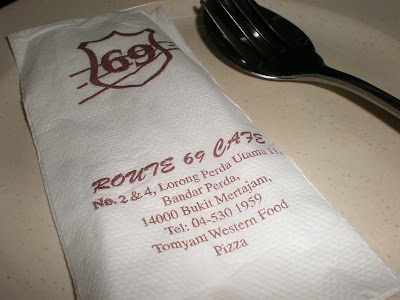 69
ROUTE 69 CAFE
No. 2 & 4, Lorong Perda Utama 11,
Bandar Perda,
14000 Bukit Mertajam,
Tel: 04-530 1959
Tomyam Western Food
Pizza